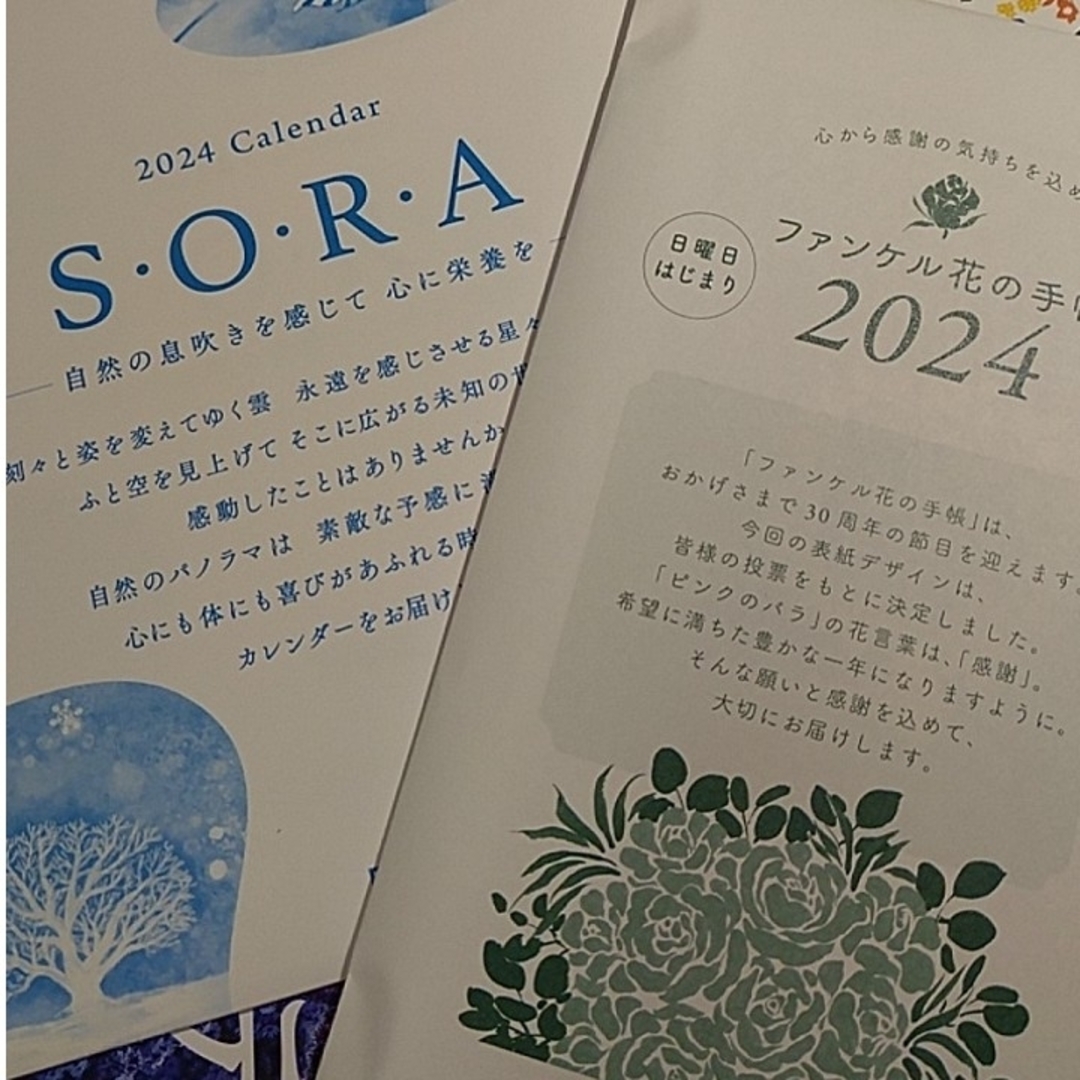 2024 Calendar
S・O・R・A
自然の息吹きを感じて 心に栄養を
刻々と姿を変えてゆく雲 永遠を感じさせる星々
ふと空を見上げて そこに広がる未知の世
感動したことはありませんか
自然のパノラマは 素敵な予感に満
心にも体にも喜びがあふれる時
カレンダーをお届け
心から感謝の気持ちを込め
日曜日
はじまり
ファンケル花の手帳
2024
「ファンケル花の手帳」は、
おかげさまで30周年の節目を迎えます。
今回の表紙デザインは、
皆様の投票をもとに決定しました。
「ピンクのバラ」の花言葉は、「感謝」。
希望に満ちた豊かな一年になりますように。
そんな願いと感謝を込めて、
大切にお届けします。